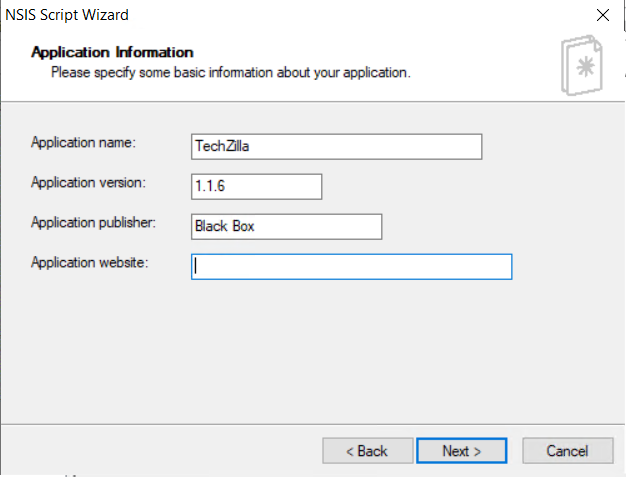 NSIS Script Wizard
Application Information
Please specify some basic information about your application.
Application name: TechZilla
Application version: 1.1.6
Application publisher: Black Box
Application website:
< Back Next > Cancel